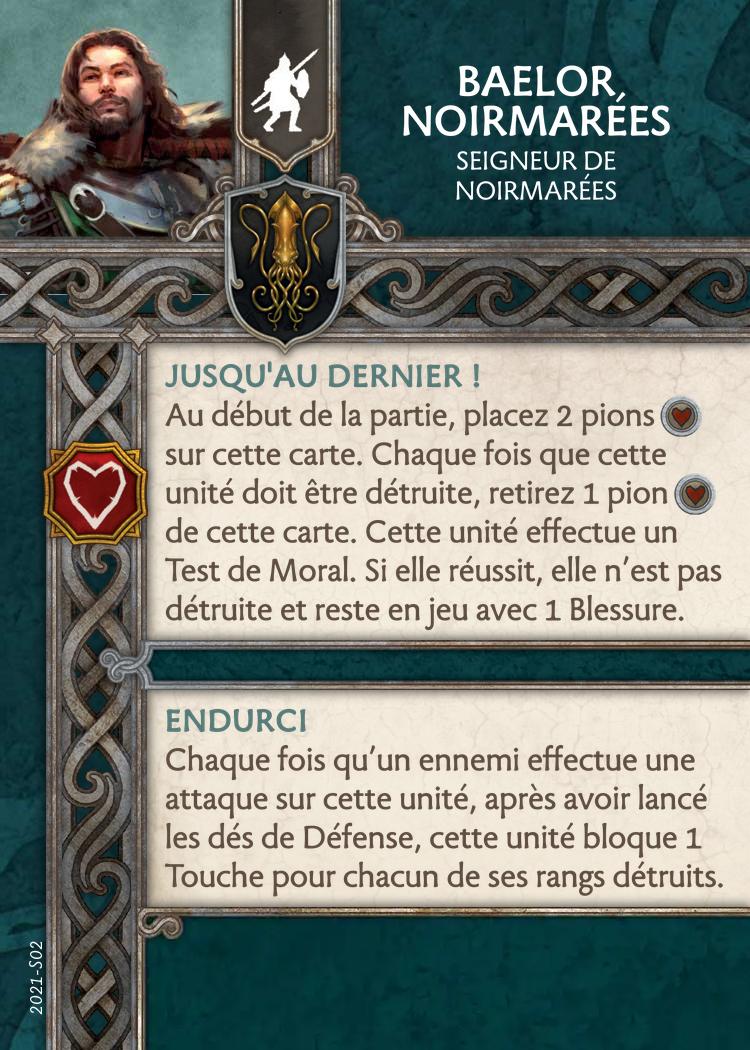 BAELOR,
NOIRMARÉES
SEIGNEUR DE
NOIRMARÉES
JUSQU'AU DERNIER !
Au début de la partie, placez 2 pions
sur cette carte. Chaque fois que cette
unité doit être détruite, retirez 1 pion
de cette carte. Cette unité effectue un
Test de Moral. Si elle réussit, elle n’est pas
détruite et reste en jeu avec 1 Blessure.
ENDURCI
Chaque fois qu’un ennemi effectue une
attaque sur cette unité, après avoir lancé
les dés de Défense, cette unité bloque 1
Touche pour chacun de ses rangs détruits.
2021-S02